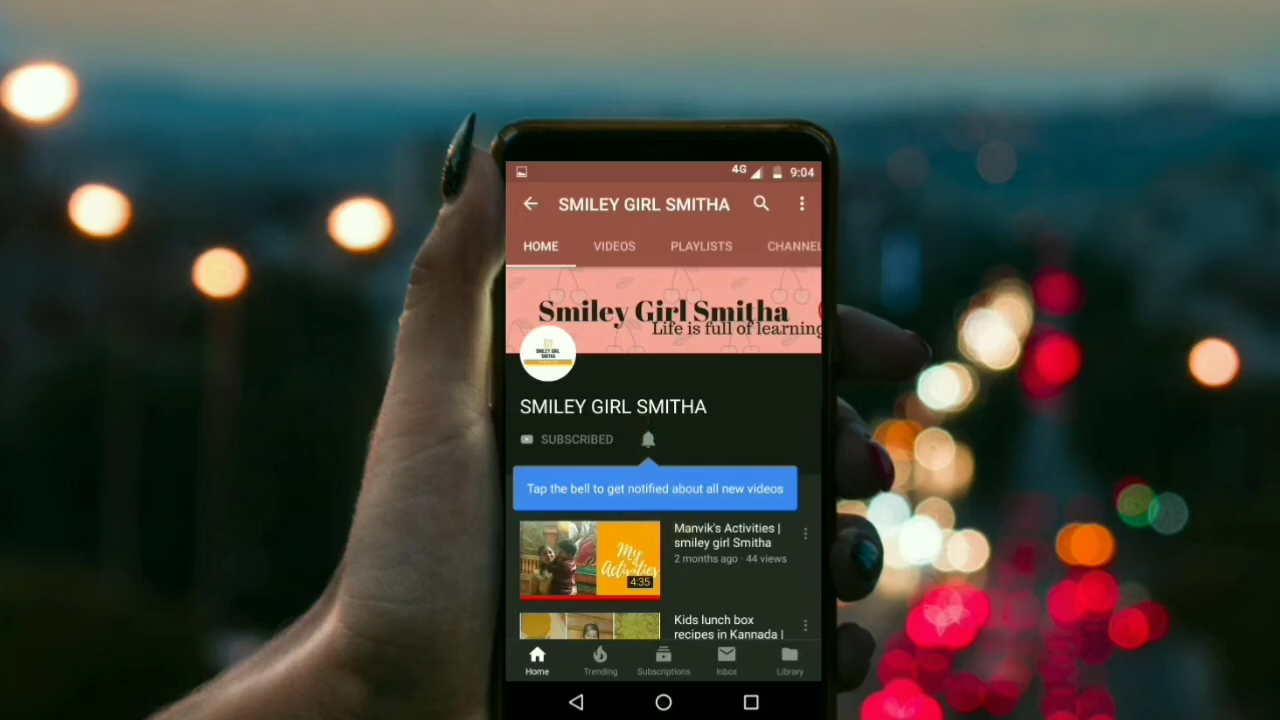 4G 9:04
SMILEY GIRL SMITHA
HOME VIDEOS PLAYLISTS CHANNEL
Smiley Girl Smitha
Life is full of learning
SMILEY GIRL
SMITHA
SMILEY GIRL SMITHA
SUBSCRIBED
Tap the bell to get notified about all new videos
My
Activities
4:35
Manvik's Activities |
smiley girl Smitha
2 months ago · 44 views
Kids lunch box
recipes in Kannada |
Home Trending Subscriptions Inbox Library